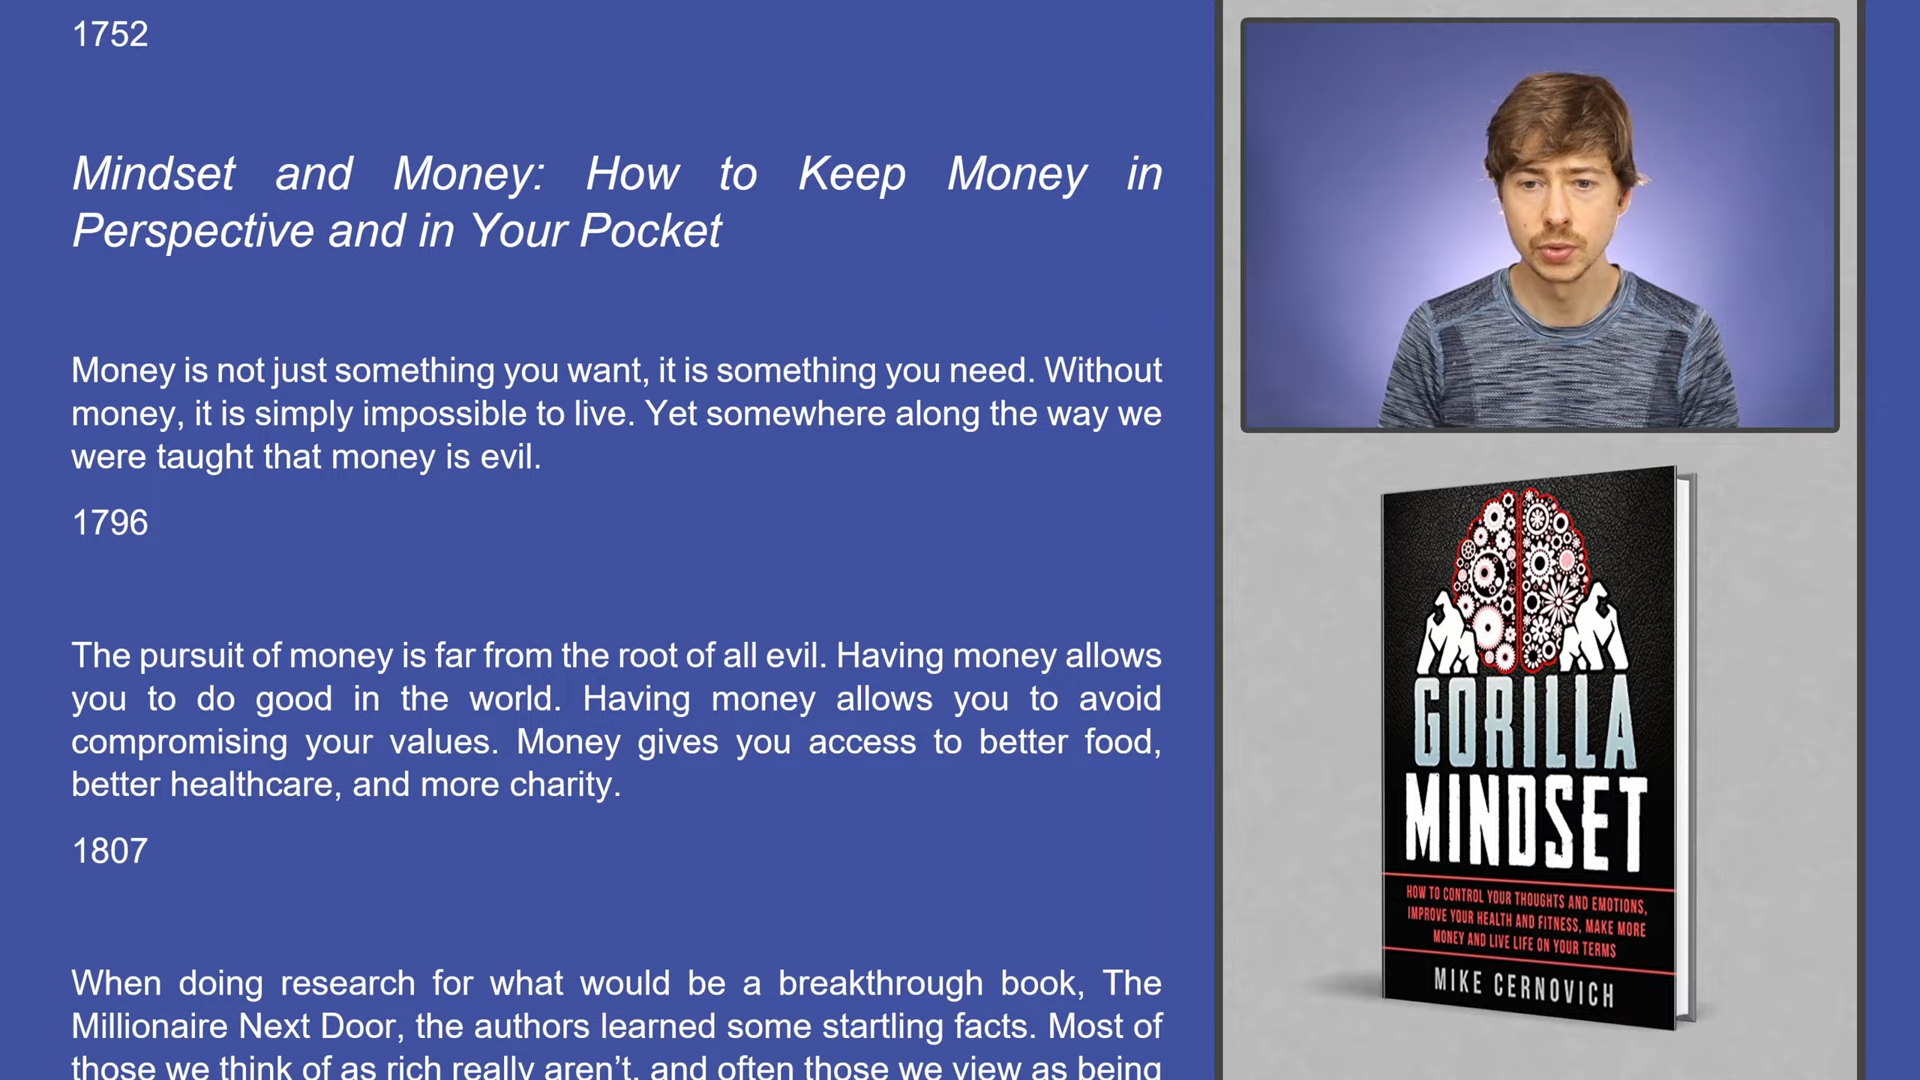 1752
Mindset and Money: How to Keep Money in
Perspective and in Your Pocket
Money is not just something you want, it is something you need. Without
money, it is simply impossible to live. Yet somewhere along the way we
were taught that money is evil.
1796
The pursuit of money is far from the root of all evil. Having money allows
you to do good in the world. Having money allows you to avoid
compromising your values. Money gives you access to better food,
better healthcare, and more charity.
1807
When doing research for what would be a breakthrough book, The
Millionaire Next Door, the authors learned some startling facts. Most of
those we think of as rich really aren’t, and often those we view as being
GORILLA
MINDSET
HOW TO CONTROL YOUR THOUGHTS AND EMOTIONS,
IMPROVE YOUR HEALTH AND FITNESS, MAKE MORE
MONEY AND LIVE LIFE ON YOUR TERMS
MIKE CERNOVICH